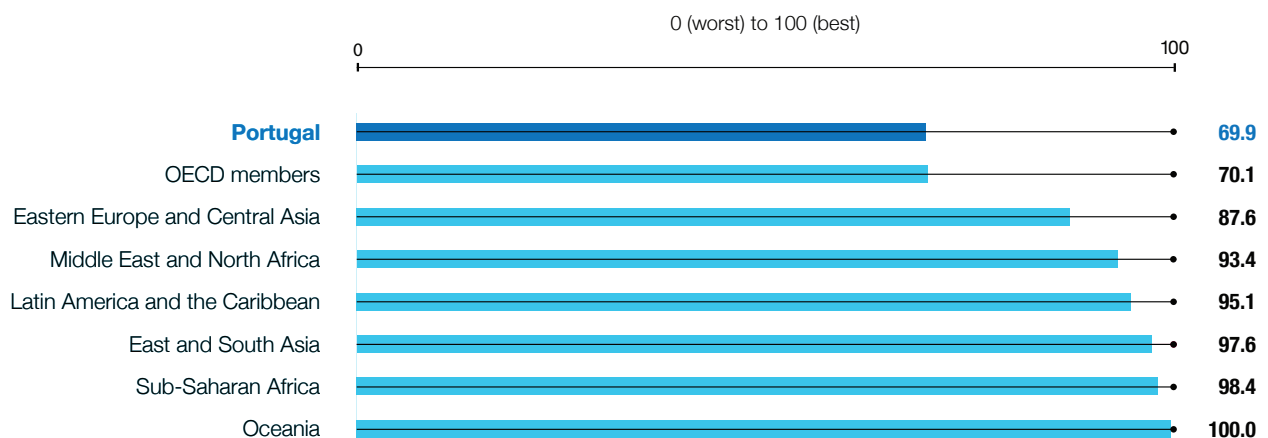 0 (worst) to 100 (best)
0 100
Portugal 69.9
OECD members 70.1
Eastern Europe and Central Asia 87.6
Middle East and North Africa 93.4
Latin America and the Caribbean 95.1
East and South Asia 97.6
Sub-Saharan Africa 98.4
Oceania 100.0